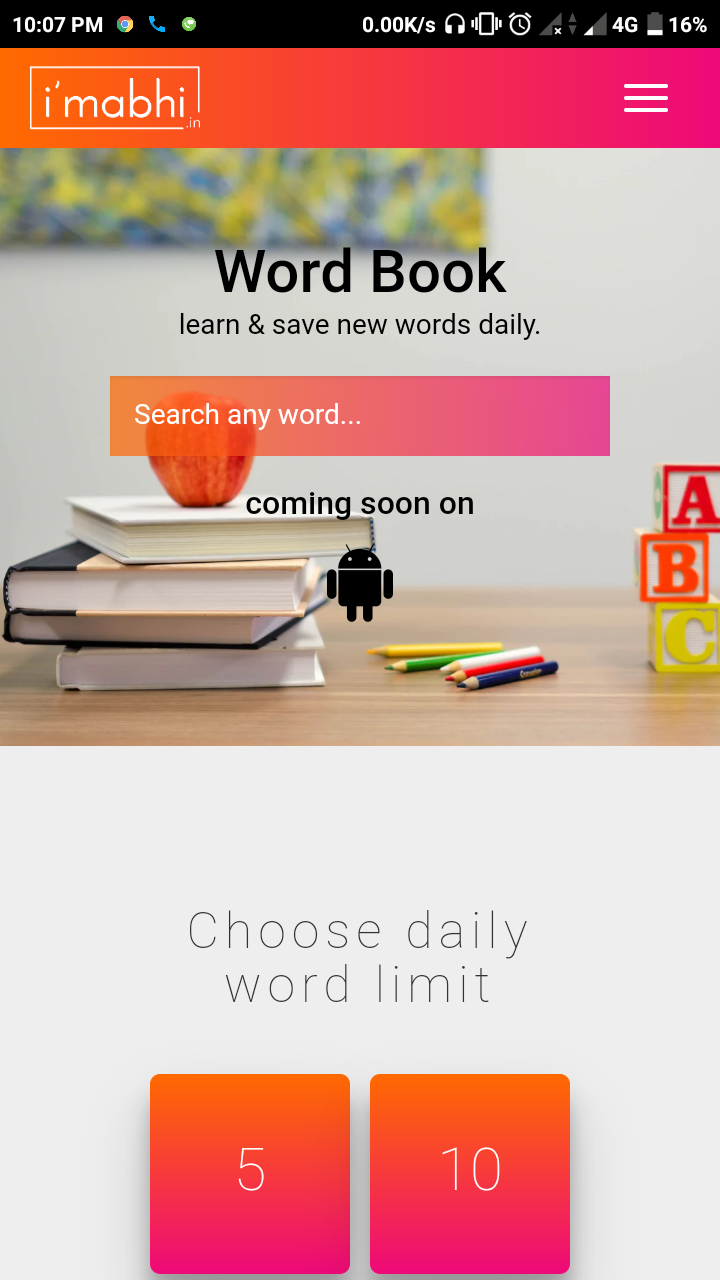 10:07 PM 0.00K/s 4G 16%
i'mabhi
.in
Word Book
learn & save new words daily.
Search any word...
coming soon on
A
B
C
Choose daily
word limit
5 10